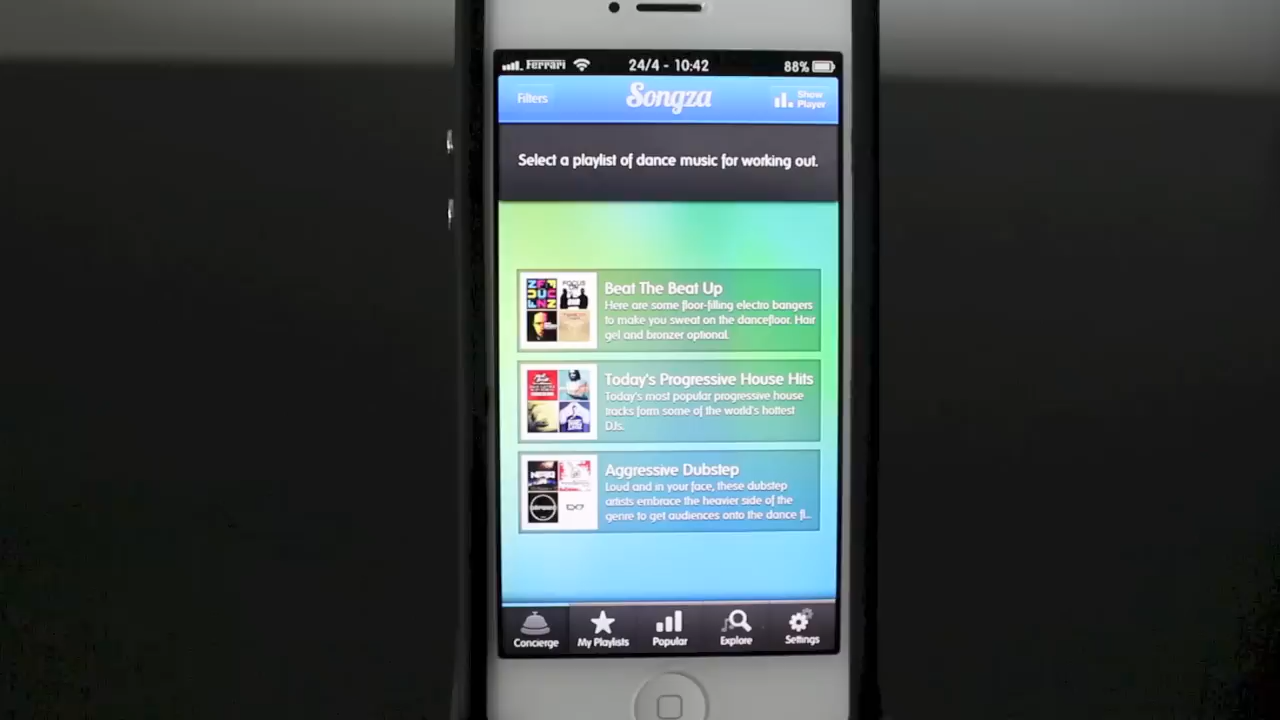 Ferrari 24/4 - 10:42 88%
Filters Songza Show Player
Select a playlist of dance music for working out.
Beat The Beat Up
Here are some floor-filling electro bangers
to make you sweat on the dancefloor. Hair
gel and bronzer optional.
Today's Progressive House Hits
Today's most popular progressive house
tracks form some of the world's hottest
DJs.
Aggressive Dubstep
Loud and in your face, these dubstep
artists embrace the heavier side of the
genre to get audiences onto the dance fl...
Concierge My Playlists Popular Explore Settings